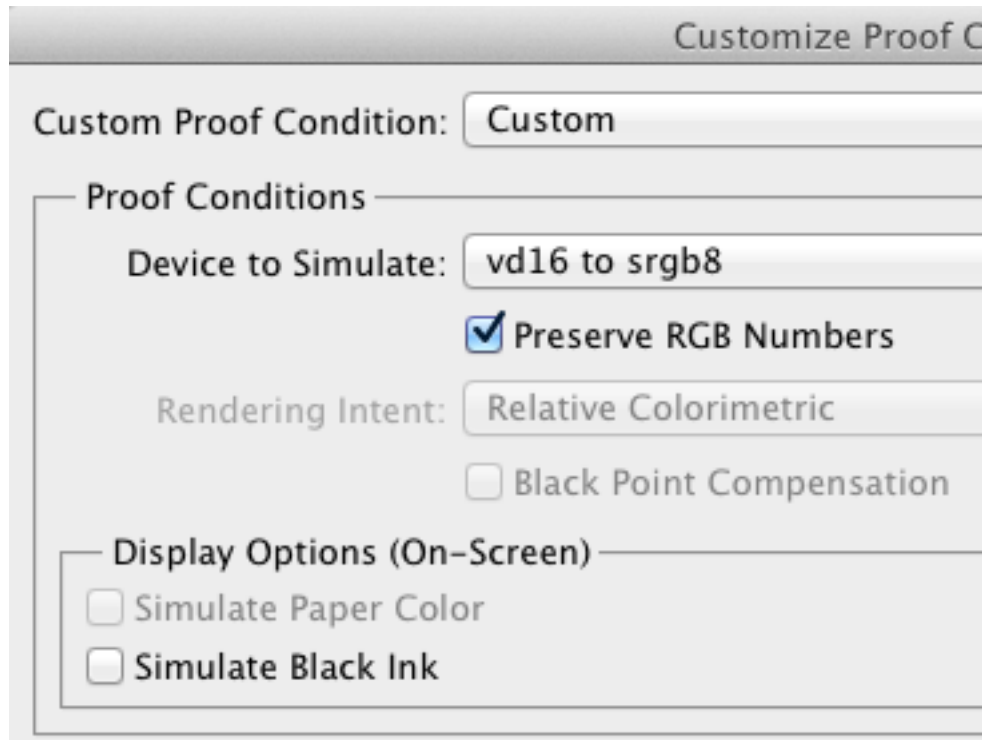 Customize Proof
Custom Proof Condition: Custom
Proof Conditions
Device to Simulate: vd16 to srgb8
Preserve RGB Numbers
Rendering Intent: Relative Colorimetric
Black Point Compensation
Display Options (On-Screen)
Simulate Paper Color
Simulate Black Ink